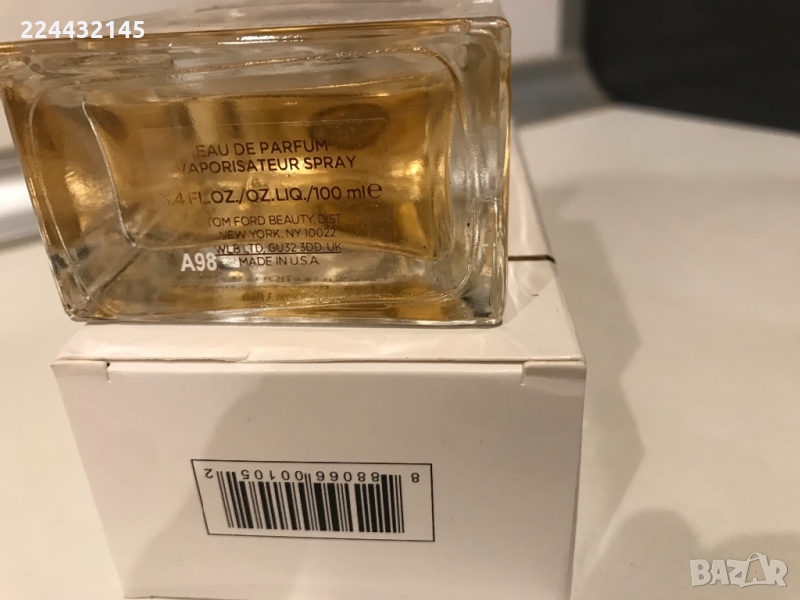 224432145
EAU DE PARFUM
VAPORISATEUR SPRAY
3.4 FL.OZ./OZ.LIQ./100 ml℮
TOM FORD BEAUTY, DIST.
NEW YORK, NY 10022
WLB LTD, GU32 3DD UK
A98 MADE IN U.S.A.
8 88066 00105 2
BAZAR